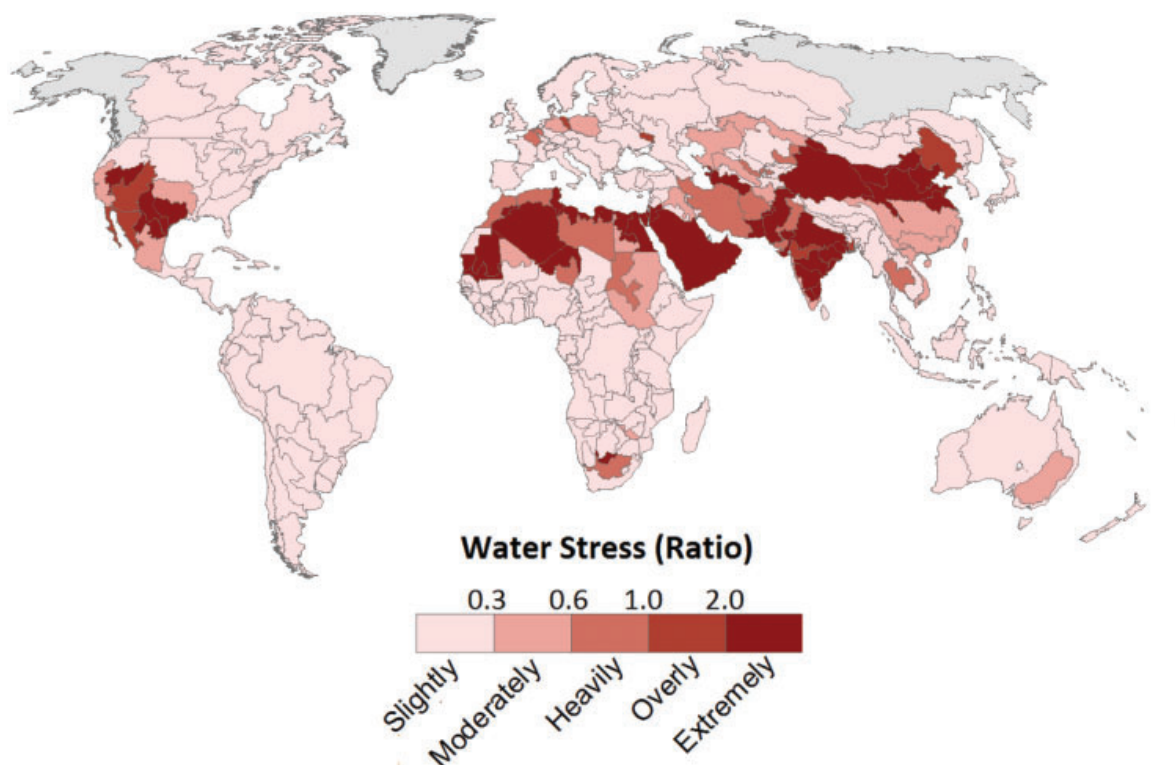 Water Stress (Ratio)
0.3 0.6 1.0 2.0
Slightly
Moderately
Heavily
Overly
Extremely